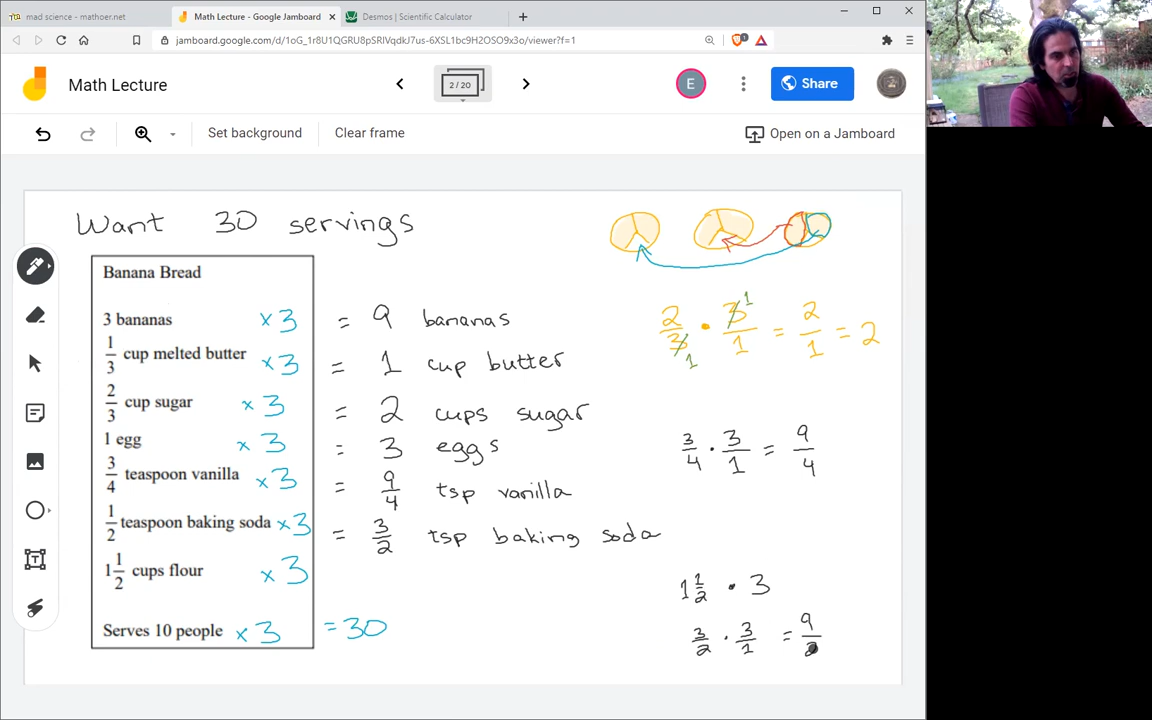 mad science - mathoer.net
Math Lecture - Google Jamboard
Desmos | Scientific Calculator
jamboard.google.com/d/1oG_1r8U1QGRU8pSRlVqdkJ7us-6XSL1bc9H2OSO9x3o/viewer?f=1
1
Math Lecture
2 / 20
E
Share
Set background
Clear frame
Open on a Jamboard
Want 30 servings
Banana Bread
3 bananas × 3 = 9 bananas
1/3 cup melted butter × 3 = 1 cup butter
2/3 cup sugar × 3 = 2 cups sugar
1 egg × 3 = 3 eggs
3/4 teaspoon vanilla × 3 = 9/4 tsp vanilla
1/2 teaspoon baking soda × 3 = 3/2 tsp baking soda
1 1/2 cups flour × 3
Serves 10 people × 3 = 30
2/3 · 3/1 = 2/1 = 2
1
1
3/4 · 3/1 = 9/4
1 1/2 · 3
3/2 · 3/1 = 9/2